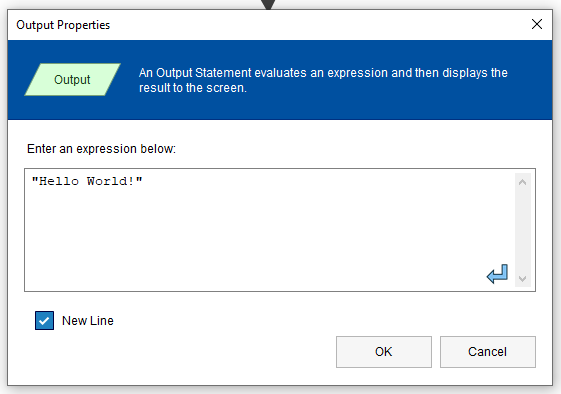 Output Properties
Output
An Output Statement evaluates an expression and then displays the
result to the screen.
Enter an expression below:
"Hello World!"
New Line
OK
Cancel